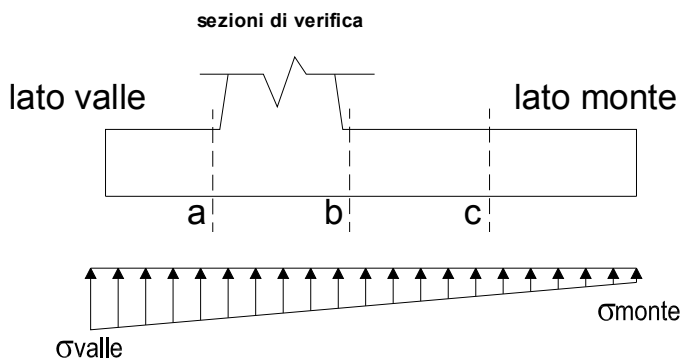 sezioni di verifica
lato valle
lato monte
a
b
c
σmonte
σvalle